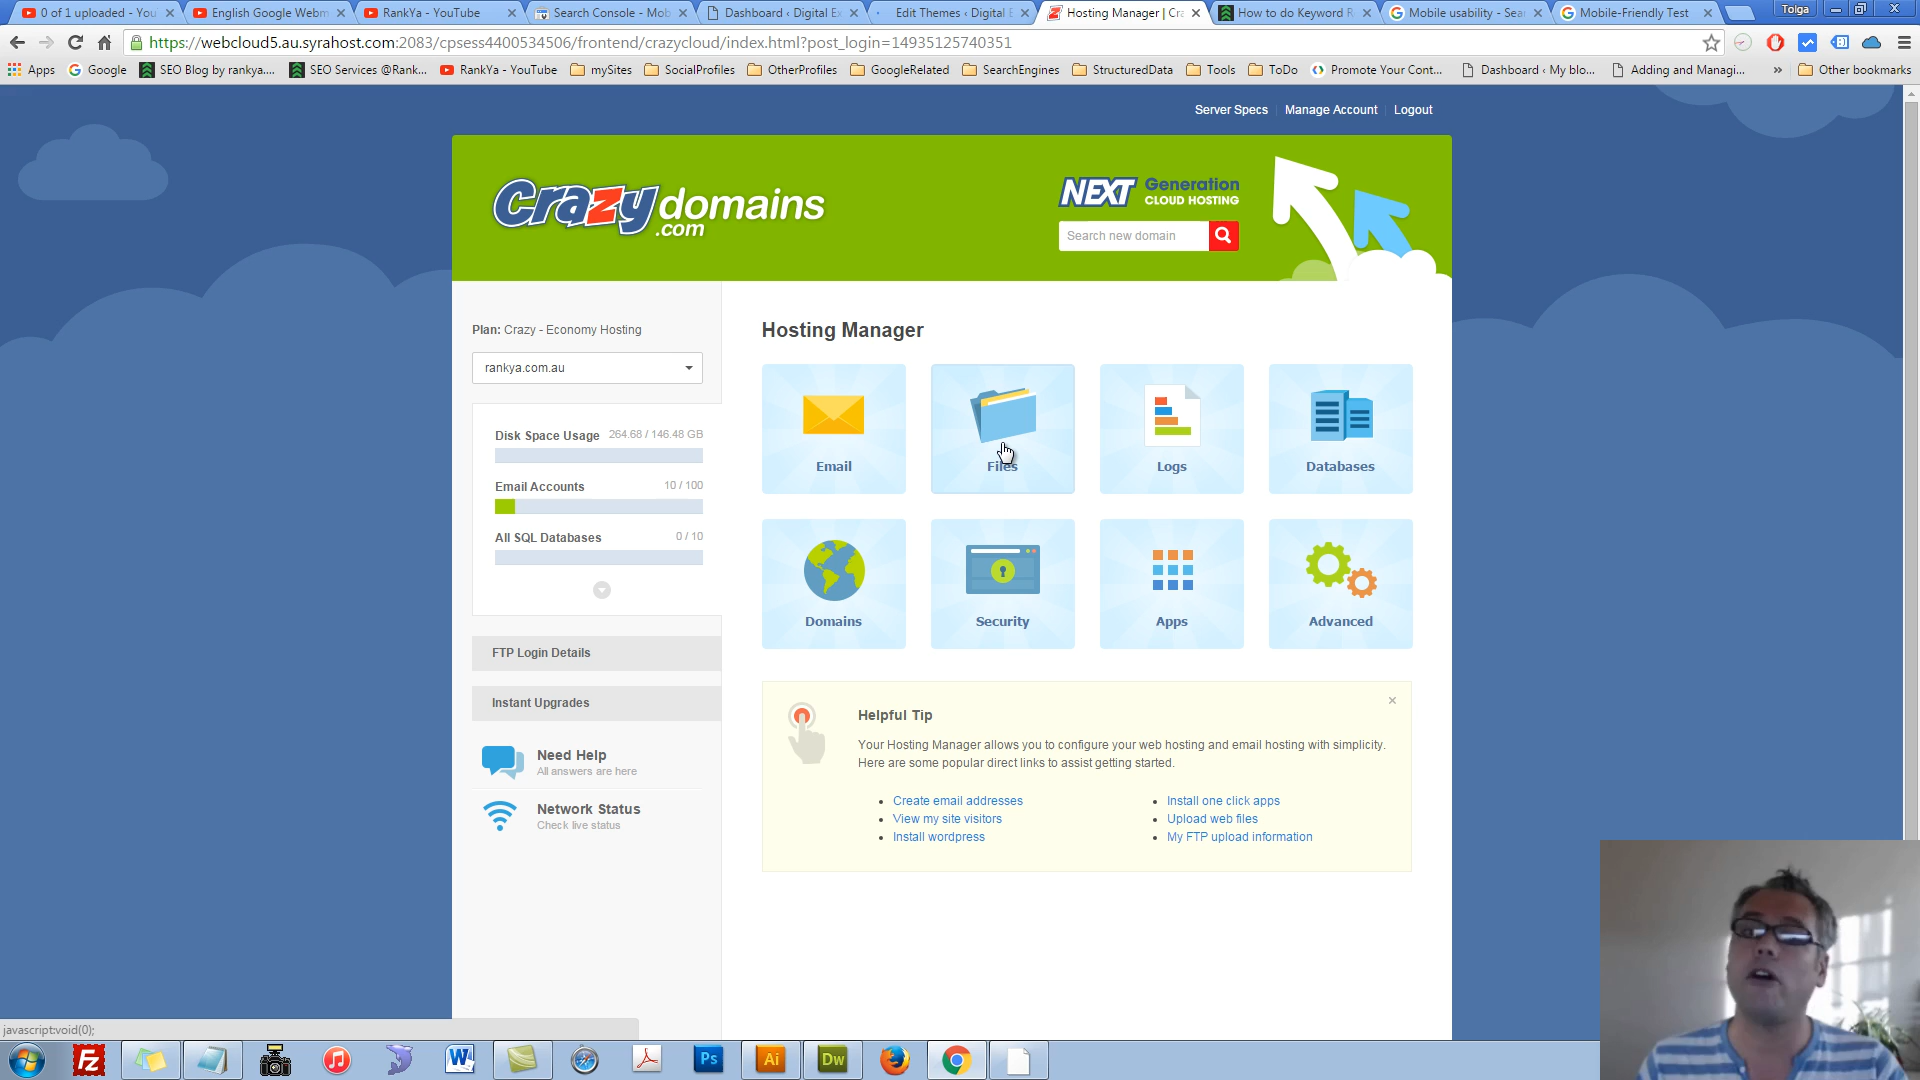 0 of 1 uploaded - You
English Google Webm
RankYa - YouTube
Search Console - Mob
Dashboard ‹ Digital E
Edit Themes ‹ Digital E
Hosting Manager | Cra
How to do Keyword R
Mobile usability - Sea
Mobile-Friendly Test
Tolga
https://webcloud5.au.syrahost.com:2083/cpsess4400534506/frontend/crazycloud/index.html?post_login=14935125740351
Apps
Google
SEO Blog by rankya....
SEO Services @Rank...
RankYa - YouTube
mySites
SocialProfiles
OtherProfiles
GoogleRelated
SearchEngines
StructuredData
Tools
ToDo
Promote Your Cont...
Dashboard ‹ My blo...
Adding and Managi...
»
Other bookmarks
Server Specs
Manage Account
Logout
Crazydomains
.com
NEXT Generation
CLOUD HOSTING
Search new domain
Plan: Crazy - Economy Hosting
rankya.com.au
Disk Space Usage 264.68 / 146.48 GB
Email Accounts 10 / 100
All SQL Databases 0 / 10
FTP Login Details
Instant Upgrades
Need Help
All answers are here
Network Status
Check live status
Hosting Manager
Email
Files
Logs
Databases
Domains
Security
Apps
Advanced
Helpful Tip
Your Hosting Manager allows you to configure your web hosting and email hosting with simplicity.
Here are some popular direct links to assist getting started.
Create email addresses
View my site visitors
Install wordpress
Install one click apps
Upload web files
My FTP upload information
javascript:void(0);
Fz
W
Ps
Ai
Dw